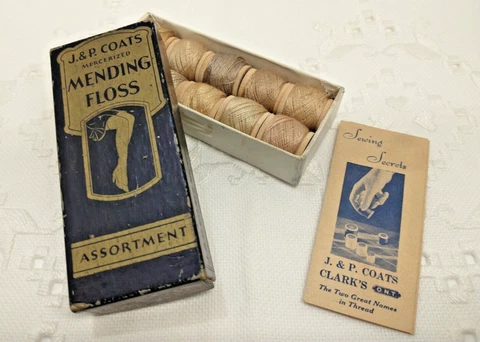 J. & P. COATS
MERCERIZED
MENDING
FLOSS
ASSORTMENT
Sewing
Secrets
J. & P. COATS
CLARK'S O.N.T.
The Two Great Names
in Thread